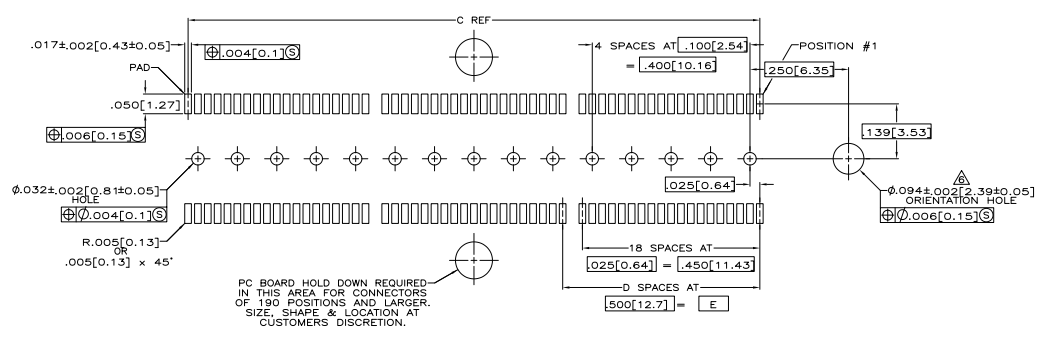 C REF
.017±.002[0.43±0.05]
⌖.004[0.1]Ⓢ
4 SPACES AT .100[2.54]
= .400[10.16]
POSITION #1
PAD
.250[6.35]
.050[1.27]
⌖.006[0.15]Ⓢ
.139[3.53]
Ø.032±.002[0.81±0.05]
HOLE
⌖Ø.004[0.1]Ⓢ
.025[0.64]
6
Ø.094±.002[2.39±0.05]
ORIENTATION HOLE
⌖Ø.006[0.15]Ⓢ
R.005[0.13]
OR
.005[0.13] x 45°
18 SPACES AT
.025[0.64] = .450[11.43]
D SPACES AT
.500[12.7] = E
PC BOARD HOLD DOWN REQUIRED
IN THIS AREA FOR CONNECTORS
OF 190 POSITIONS AND LARGER.
SIZE, SHAPE & LOCATION AT
CUSTOMERS DISCRETION.